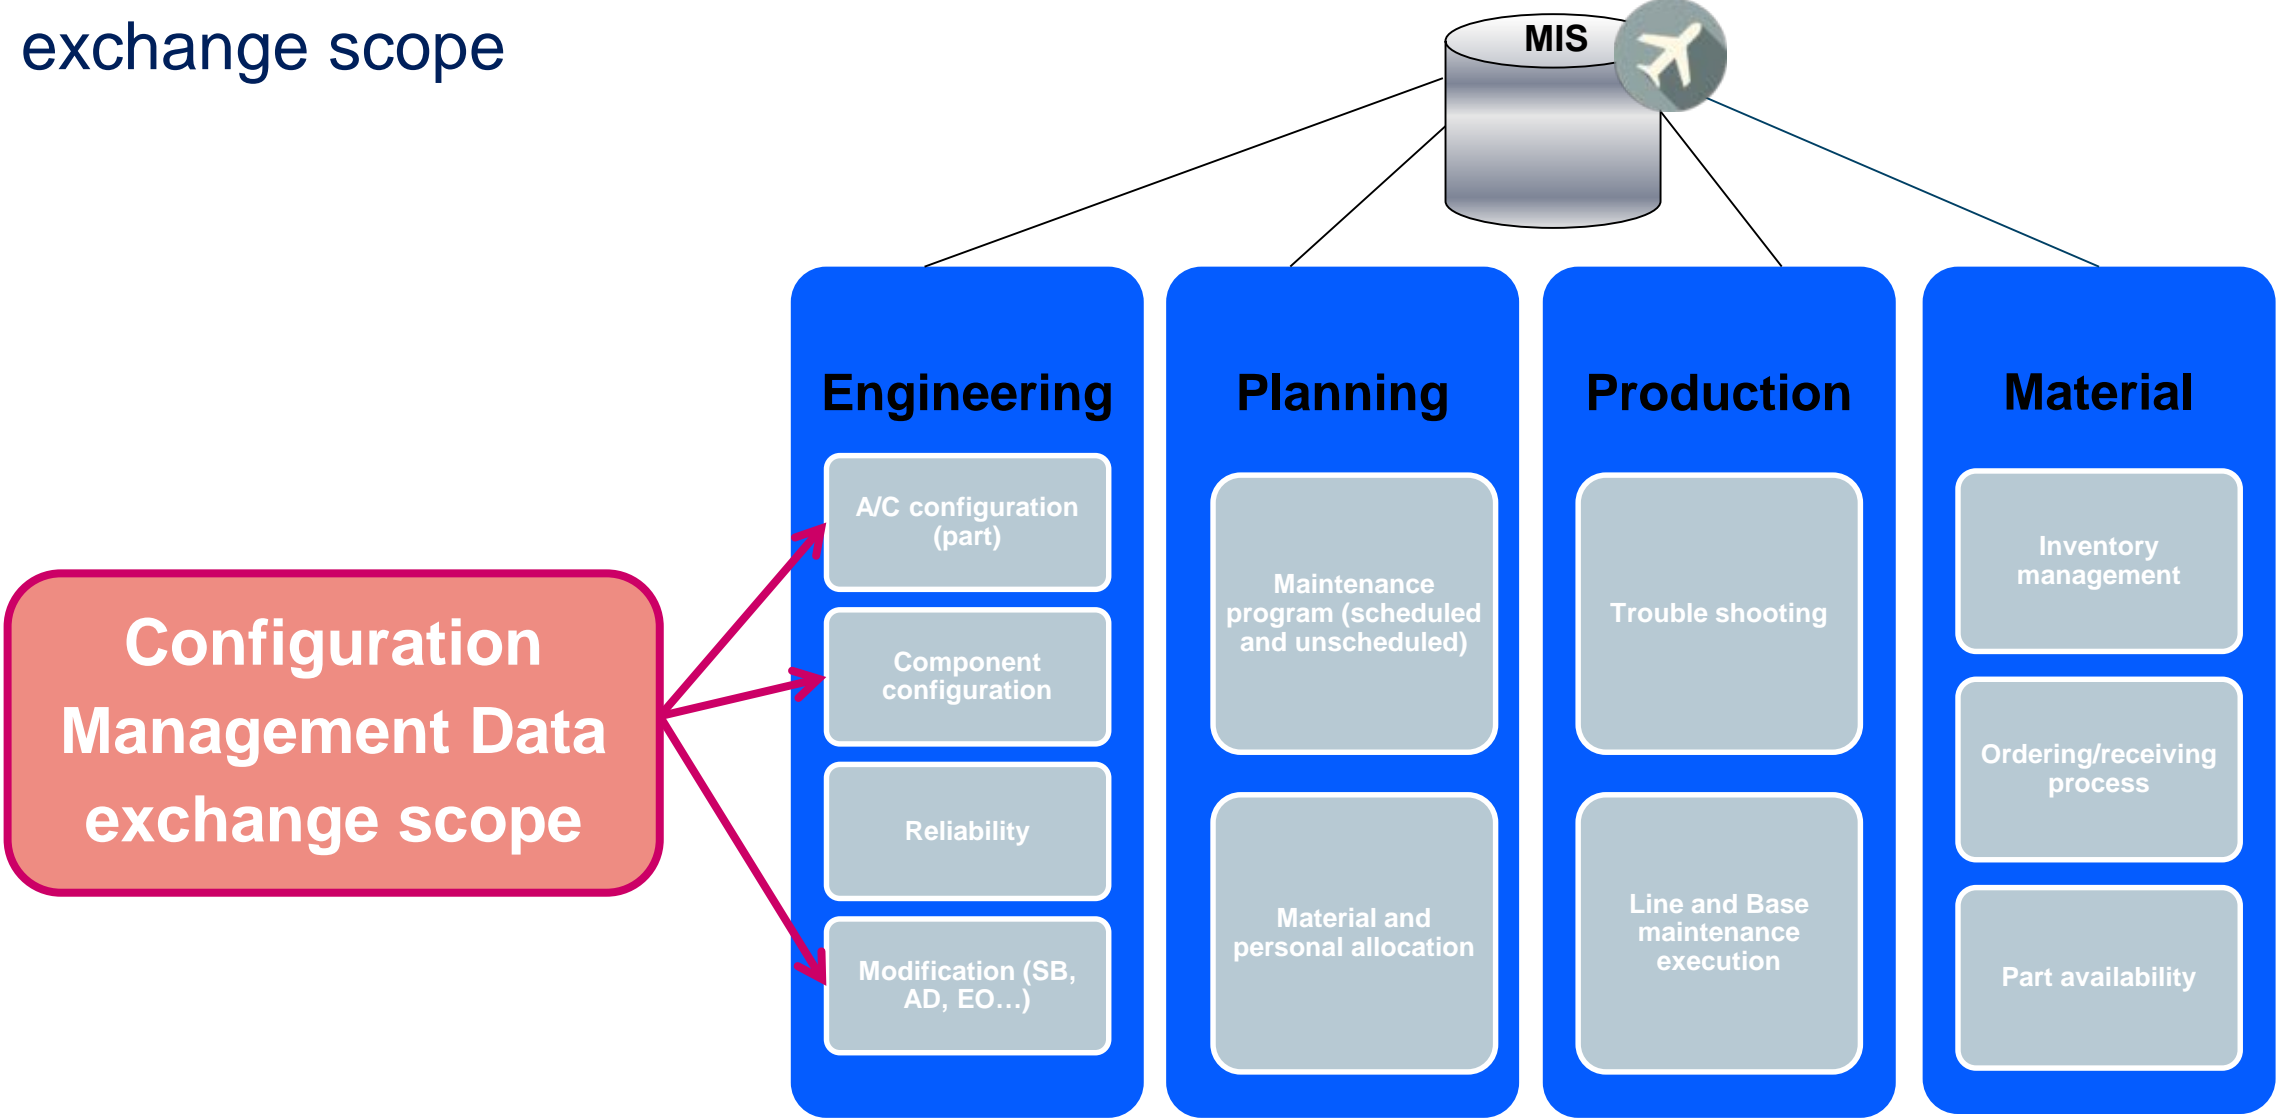 exchange scope
MIS
Engineering
A/C configuration
(part)
Component
configuration
Reliability
Modification (SB,
AD, EO…)
Planning
Maintenance
program (scheduled
and unscheduled)
Material and
personal allocation
Production
Trouble shooting
Line and Base
maintenance
execution
Material
Inventory
management
Ordering/receiving
process
Part availability
Configuration
Management Data
exchange scope